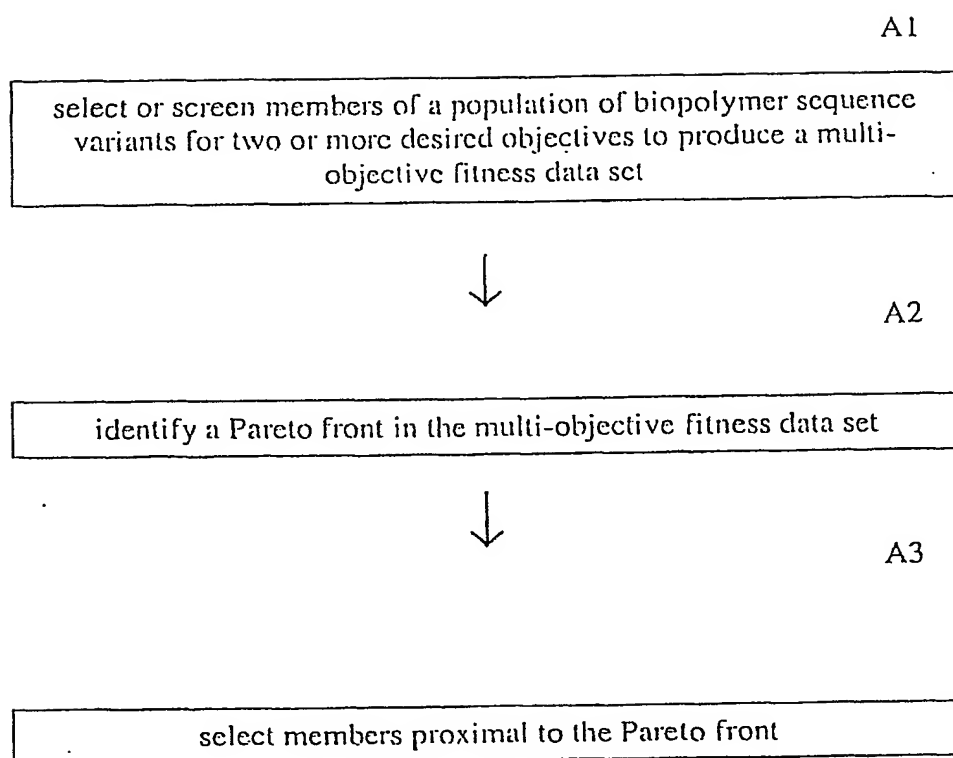 A1
select or screen members of a population of biopolymer sequence
variants for two or more desired objectives to produce a multi-
objective fitness data set
A2
identify a Pareto front in the multi-objective fitness data set
A3
select members proximal to the Pareto front